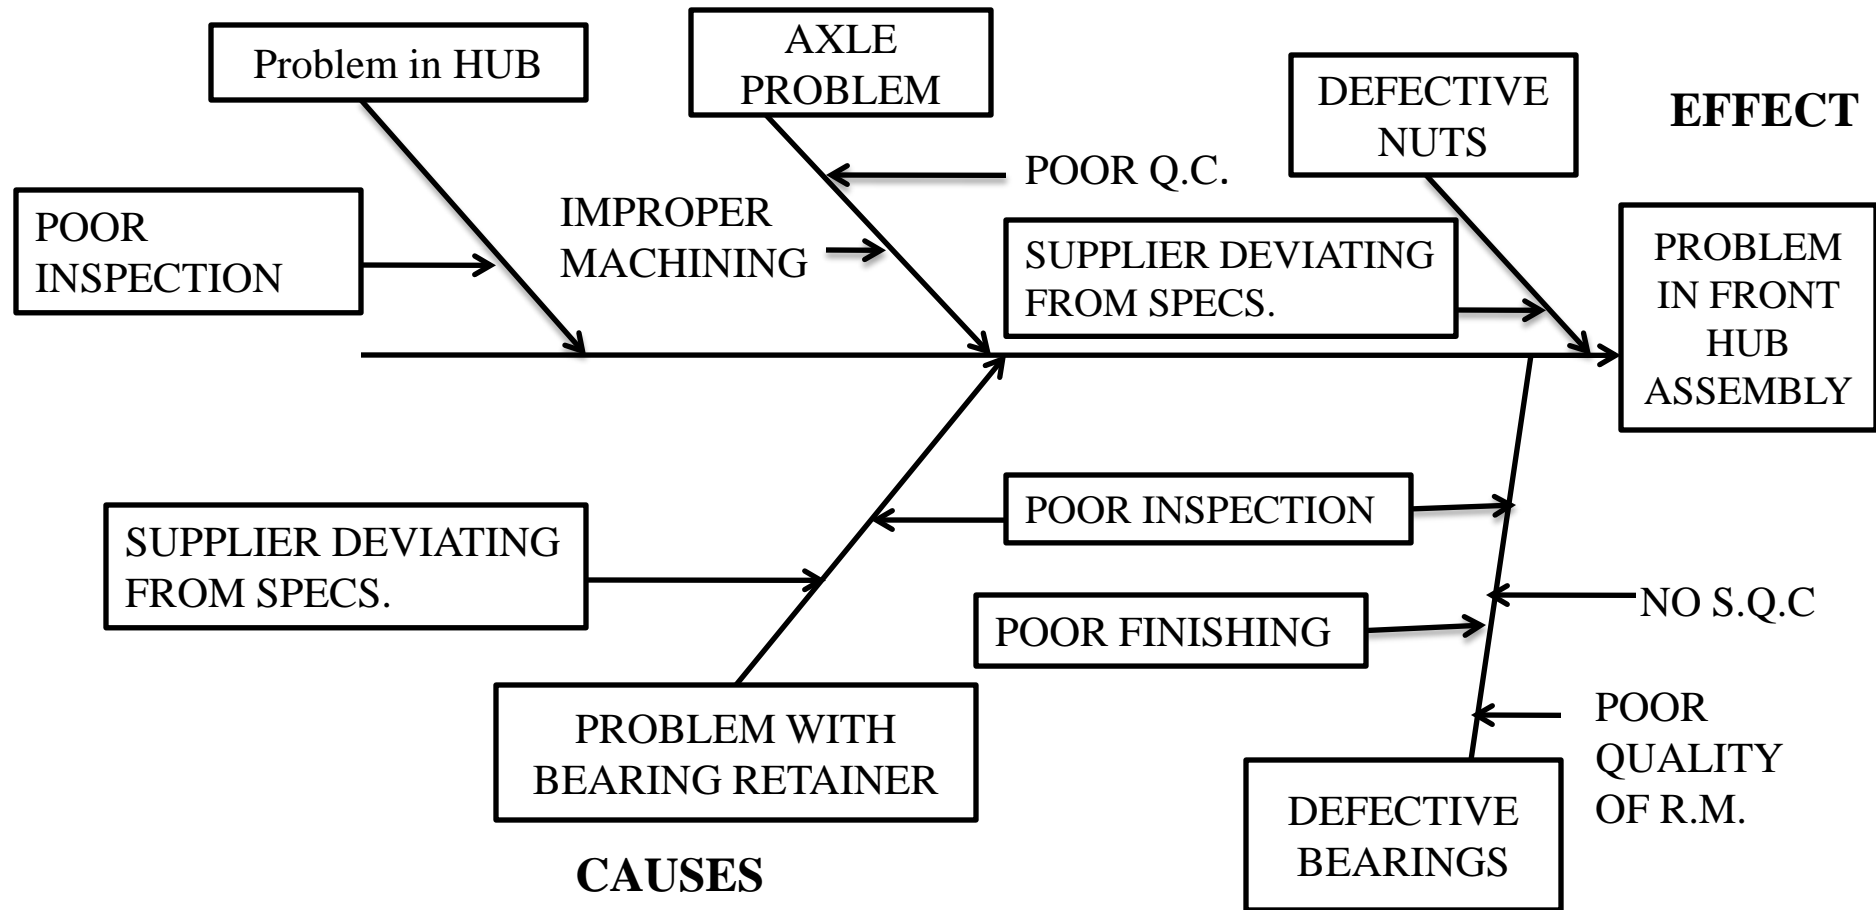 Problem in HUB
AXLE
PROBLEM
DEFECTIVE
NUTS
EFFECT
POOR
INSPECTION
IMPROPER
MACHINING
POOR Q.C.
SUPPLIER DEVIATING
FROM SPECS.
PROBLEM
IN FRONT
HUB
ASSEMBLY
SUPPLIER DEVIATING
FROM SPECS.
POOR INSPECTION
NO S.Q.C
POOR FINISHING
PROBLEM WITH
BEARING RETAINER
POOR
QUALITY
OF R.M.
DEFECTIVE
BEARINGS
CAUSES